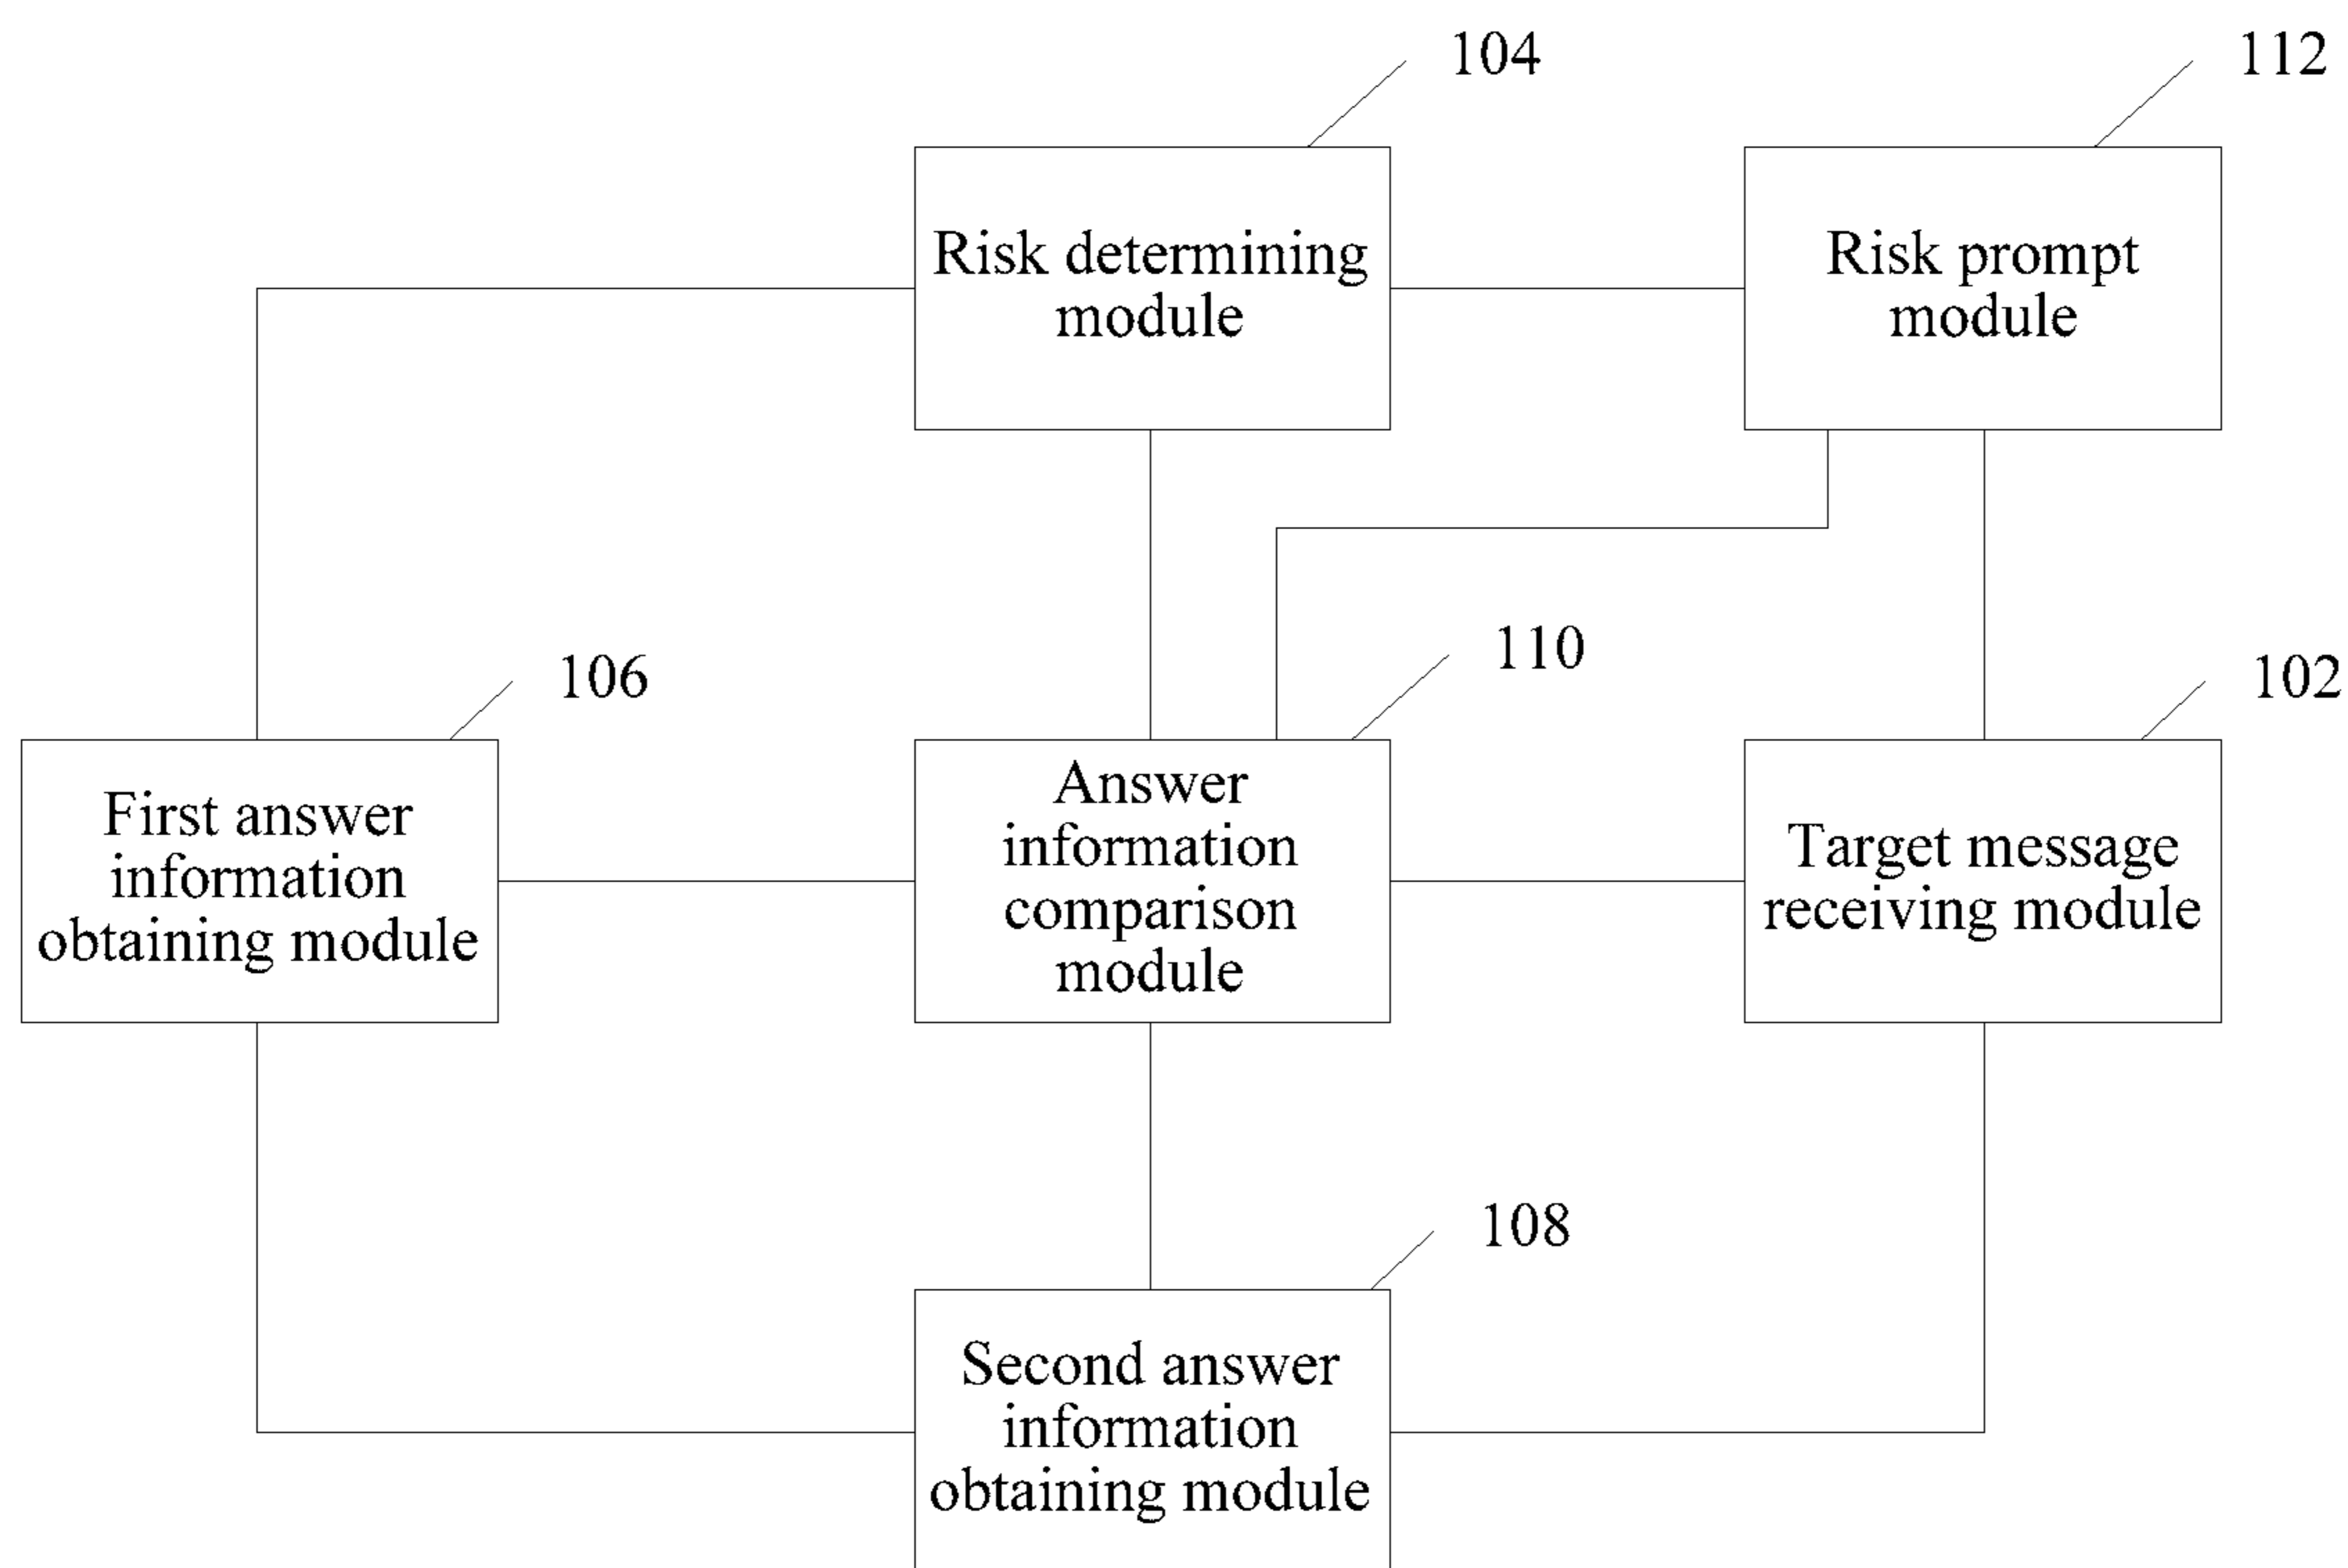 104
112
Risk determining
module
Risk prompt
module
106
110
102
First answer
information
obtaining module
Answer
information
comparison
module
Target message
receiving module
108
Second answer
information
obtaining module